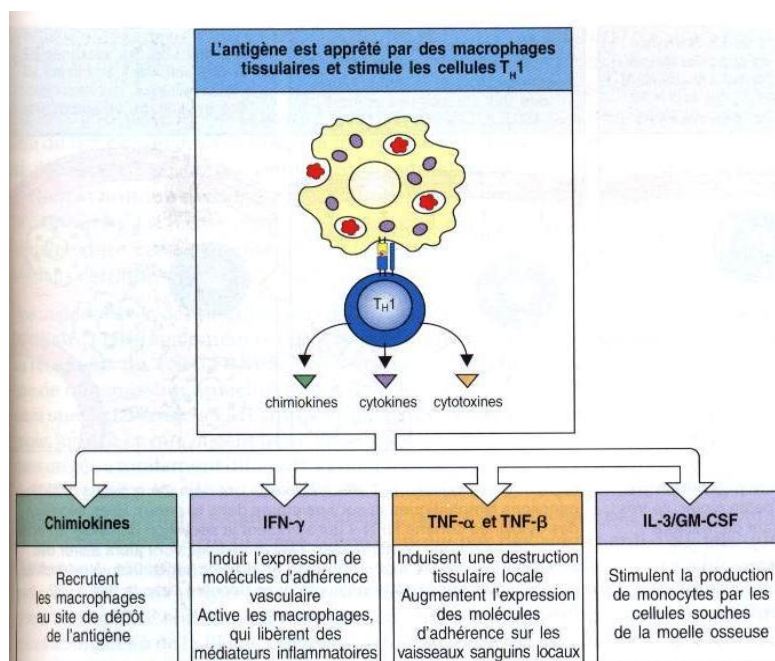 L'antigène est apprêté par des macrophages
tissulaires et stimule les cellules TH1
TH1
chimiokines cytokines cytotoxines
Chimiokines
Recrutent
les macrophages
au site de dépôt
de l'antigène
IFN-γ
Induit l'expression de
molécules d'adhérence
vasculaire
Active les macrophages,
qui libèrent des
médiateurs inflammatoires
TNF-α et TNF-β
Induisent une destruction
tissulaire locale
Augmentent l'expression
des molécules
d'adhérence sur les
vaisseaux sanguins locaux
IL-3/GM-CSF
Stimulent la production
de monocytes par les
cellules souches
de la moelle osseuse